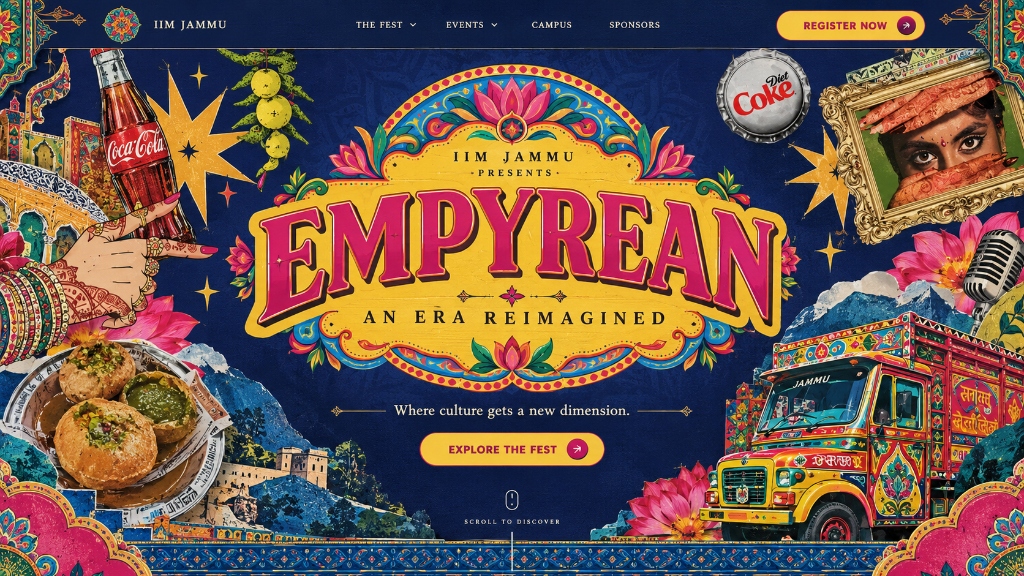 IIM JAMMU
THE FEST
EVENTS
CAMPUS
SPONSORS
REGISTER NOW
Coca-Cola
Diet
Coke
IIM JAMMU
PRESENTS
EMPYREAN
AN ERA REIMAGINED
JAMMU
Where culture gets a new dimension.
EXPLORE THE FEST
SCROLL TO DISCOVER